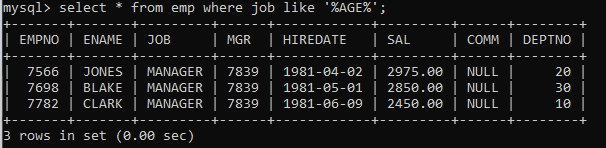 mysql> select * from emp where job like '%AGE%';
+-------+-------+---------+------+------------+---------+------+--------+
| EMPNO | ENAME | JOB     | MGR  | HIREDATE   | SAL     | COMM | DEPTNO |
+-------+-------+---------+------+------------+---------+------+--------+
|  7566 | JONES | MANAGER | 7839 | 1981-04-02 | 2975.00 | NULL |     20 |
|  7698 | BLAKE | MANAGER | 7839 | 1981-05-01 | 2850.00 | NULL |     30 |
|  7782 | CLARK | MANAGER | 7839 | 1981-06-09 | 2450.00 | NULL |     10 |
+-------+-------+---------+------+------------+---------+------+--------+
3 rows in set (0.00 sec)